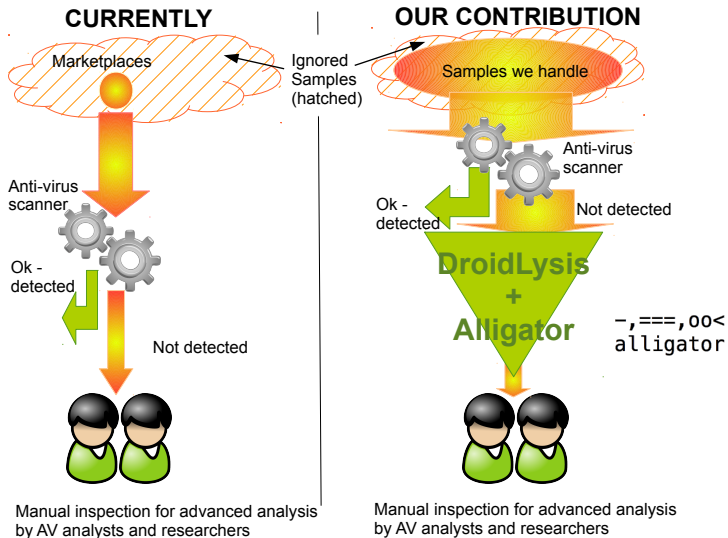 CURRENTLY
Marketplaces
Ignored
Samples
(hatched)
Anti-virus
scanner
Ok -
detected
Not detected
Manual inspection for advanced analysis
by AV analysts and researchers
OUR CONTRIBUTION
Samples we handle
Anti-virus
scanner
Ok -
detected
Not detected
DroidLysis
+
Alligator
–,===,oo<
alligator
Manual inspection for advanced analysis
by AV analysts and researchers